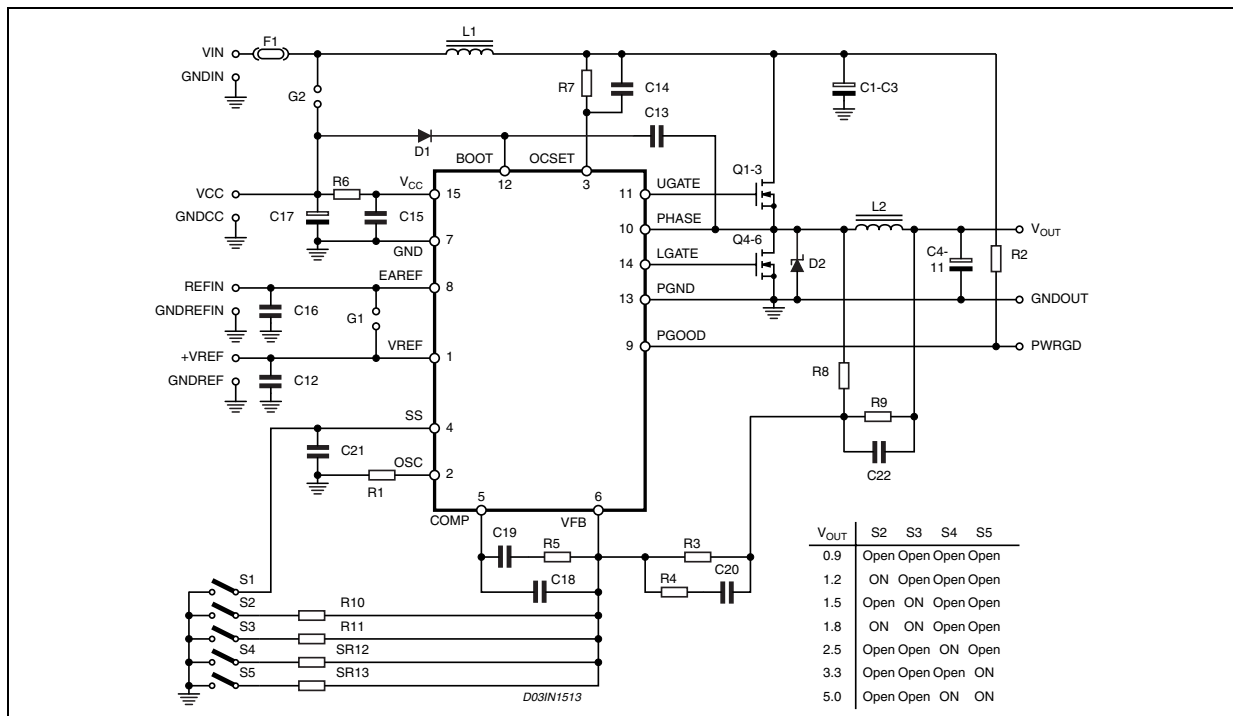 VIN F1 L1
GNDIN
G2
R7 C14 C1-C3
C13
D1
BOOT OCSET
12 3
Q1-3
VCC R6 VCC 15 11 UGATE
GNDCC C17 C15
7 GND
10 PHASE L2 VOUT
Q4-6
14 LGATE D2 C4-11 R2
REFIN EAREF 8
13 PGND GNDOUT
GNDREFIN C16
G1
+VREF VREF 1
9 PGOOD PWRGD
GNDREF C12
R8
R9
SS
4
C21 OSC
2 C22
R1
5 6
COMP VFB
C19 R5 R3
C18 R4 C20
S1
S2 R10
S3 R11
S4 SR12
S5 SR13
D03IN1513
VOUT S2 S3 S4 S5
0.9 Open Open Open Open
1.2 ON Open Open Open
1.5 Open ON Open Open
1.8 ON ON Open Open
2.5 Open Open ON Open
3.3 Open Open Open ON
5.0 Open Open ON ON